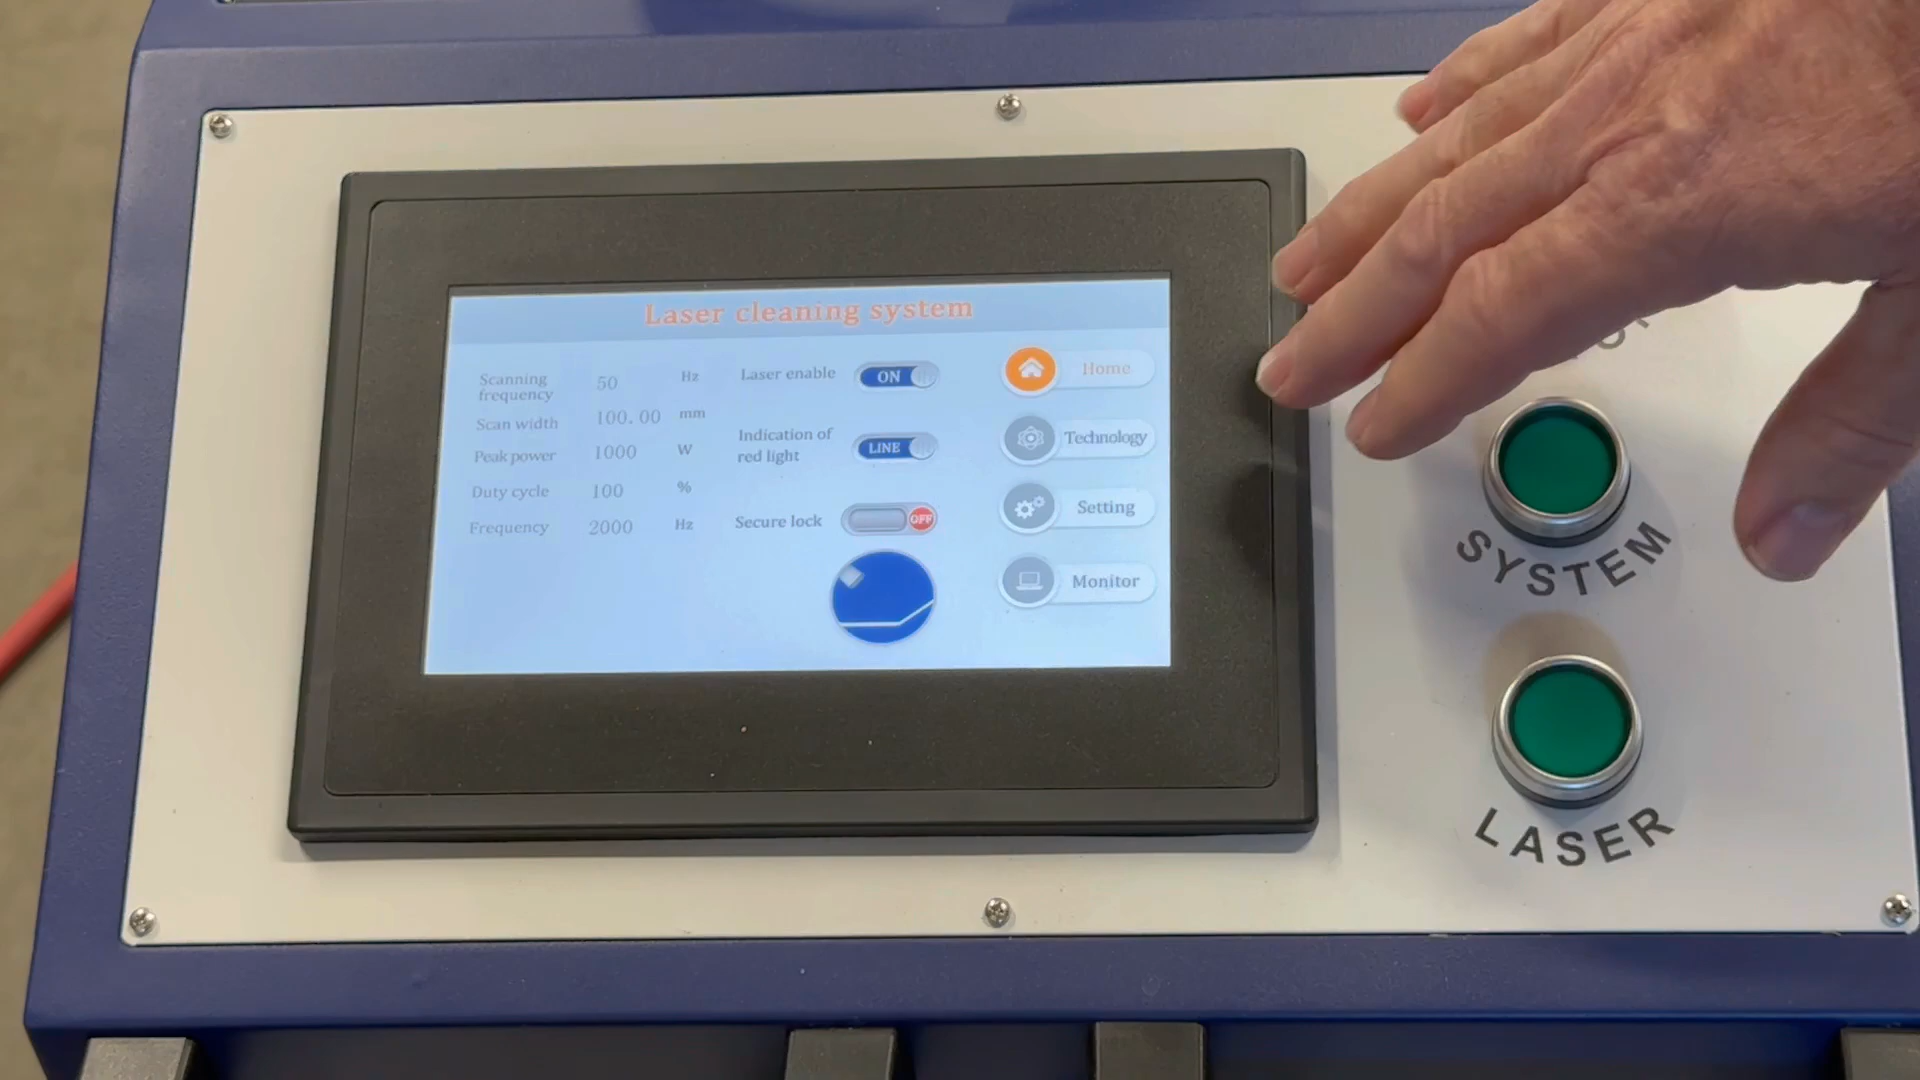 Laser cleaning system
Scanning frequency 50 Hz
Scan width 100.00 mm
Peak power 1000 W
Duty cycle 100 %
Frequency 2000 Hz
Laser enable ON
Indication of red light LINE
Secure lock OFF
Home
Technology
Setting
Monitor
SYSTEM
LASER